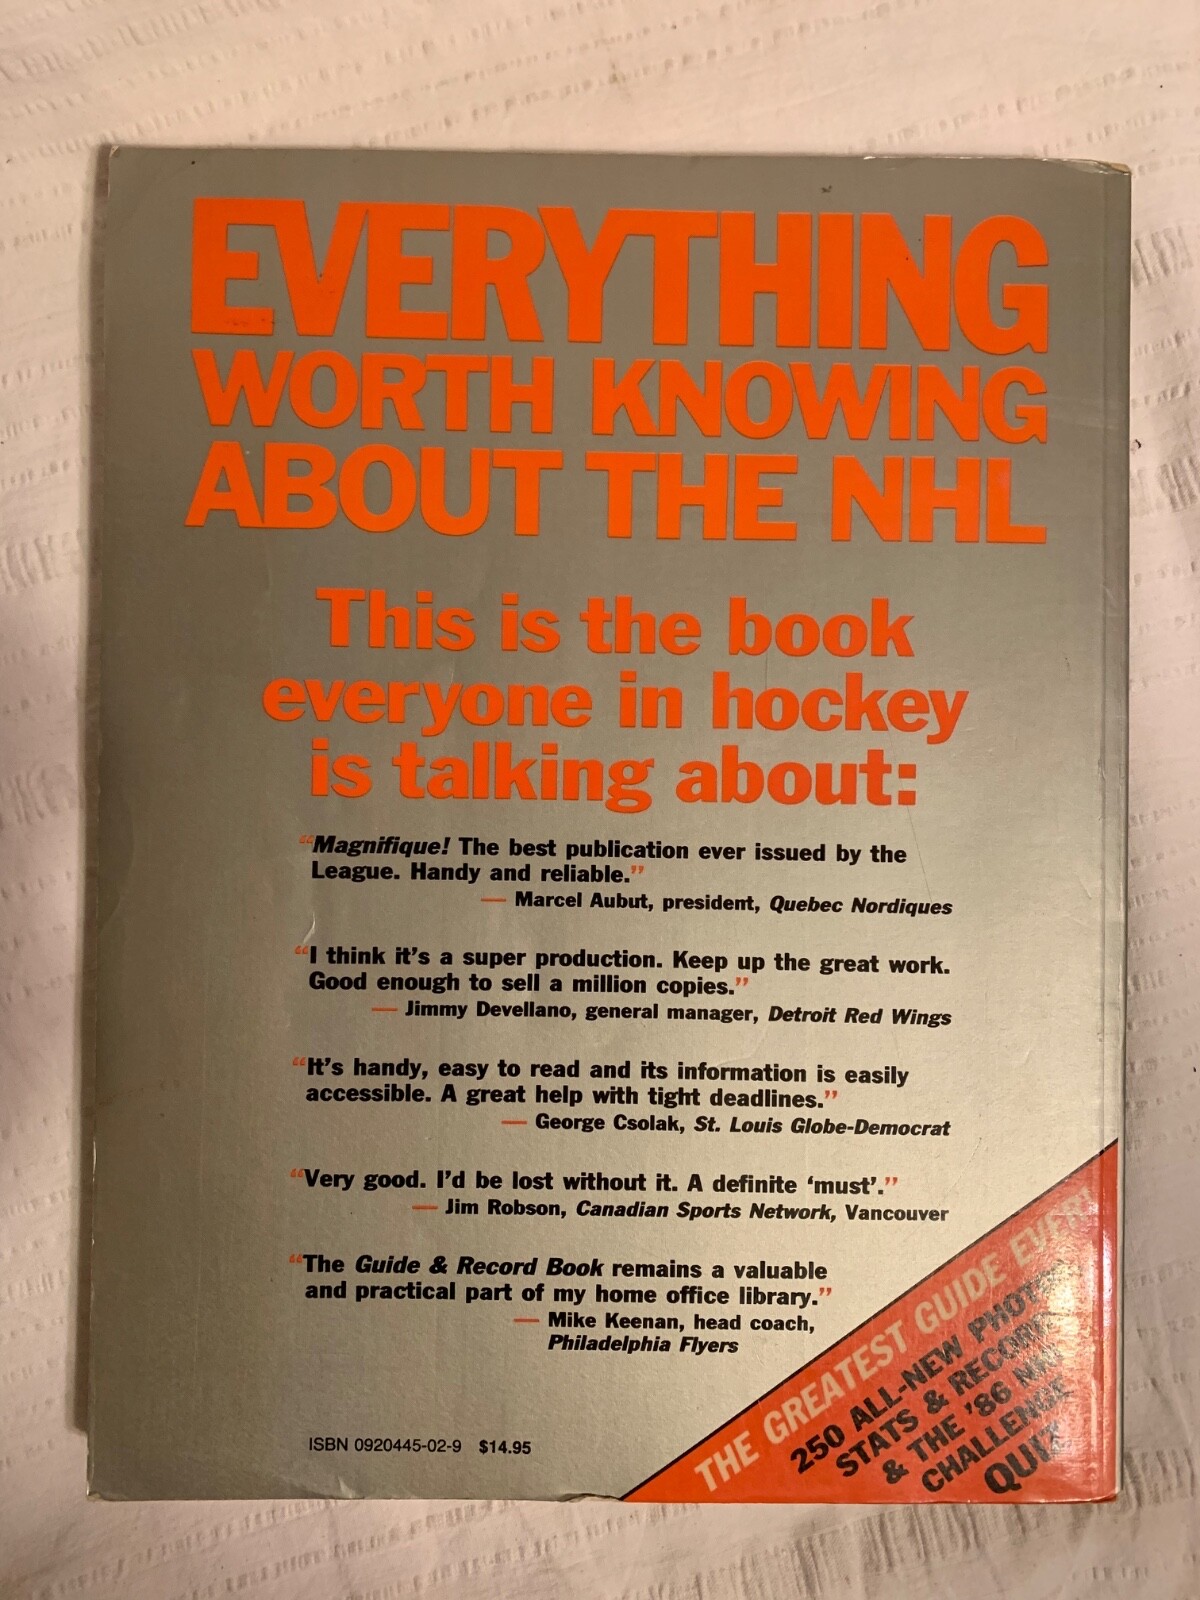 EVERYTHING
WORTH KNOWING
ABOUT THE NHL
This is the book
everyone in hockey
is talking about:
“Magnifique! The best publication ever issued by the
League. Handy and reliable.”
— Marcel Aubut, president, Quebec Nordiques
“I think it's a super production. Keep up the great work.
Good enough to sell a million copies.”
— Jimmy Devellano, general manager, Detroit Red Wings
“It's handy, easy to read and its information is easily
accessible. A great help with tight deadlines.”
— George Csolak, St. Louis Globe-Democrat
“Very good. I'd be lost without it. A definite ‘must’.”
— Jim Robson, Canadian Sports Network, Vancouver
“The Guide & Record Book remains a valuable
and practical part of my home office library.”
— Mike Keenan, head coach,
Philadelphia Flyers
ISBN 0920445-02-9 $14.95
THE GREATEST GUIDE EVER!
250 ALL-NEW PHOTOS
STATS & RECORDS
& THE '86 NHL
CHALLENGE
QUIZ